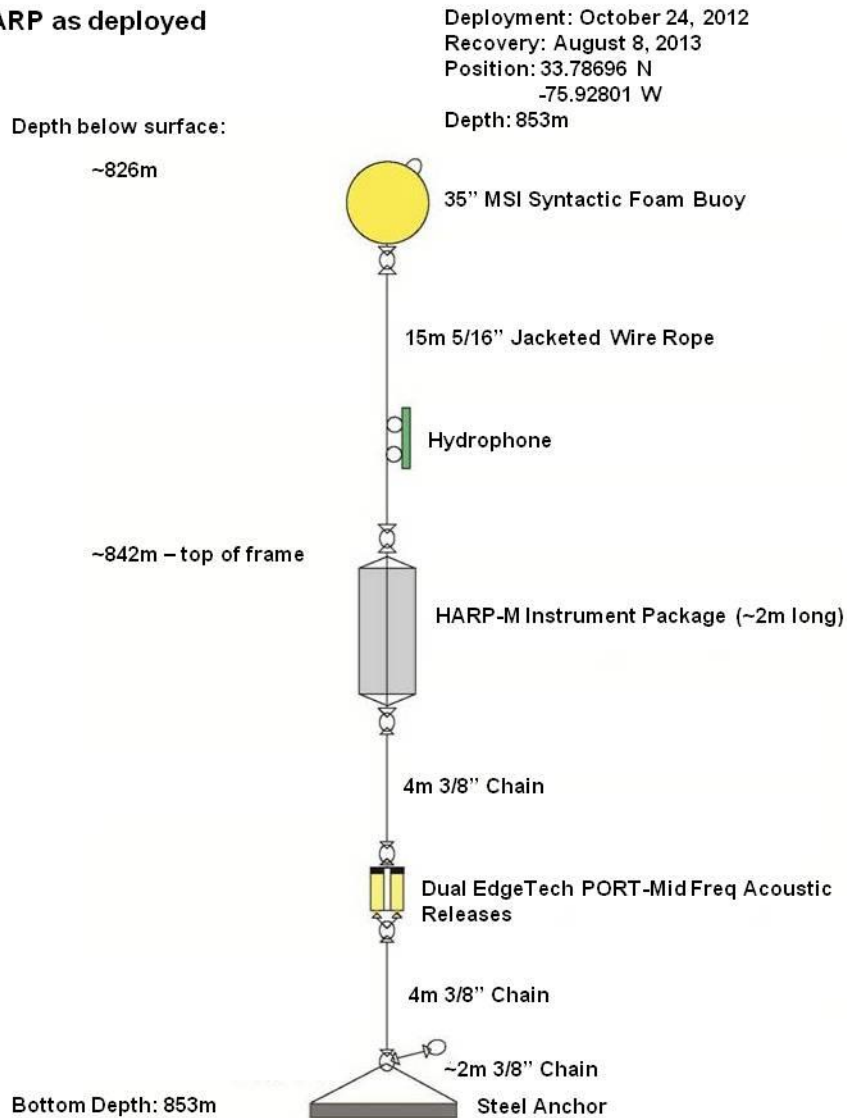 ARP as deployed
Deployment: October 24, 2012
Recovery: August 8, 2013
Position: 33.78696 N
-75.92801 W
Depth: 853m
Depth below surface:
~826m
35” MSI Syntactic Foam Buoy
15m 5/16” Jacketed Wire Rope
Hydrophone
~842m – top of frame
HARP-M Instrument Package (~2m long)
4m 3/8” Chain
Dual EdgeTech PORT-Mid Freq Acoustic
Releases
4m 3/8” Chain
~2m 3/8” Chain
Bottom Depth: 853m
Steel Anchor